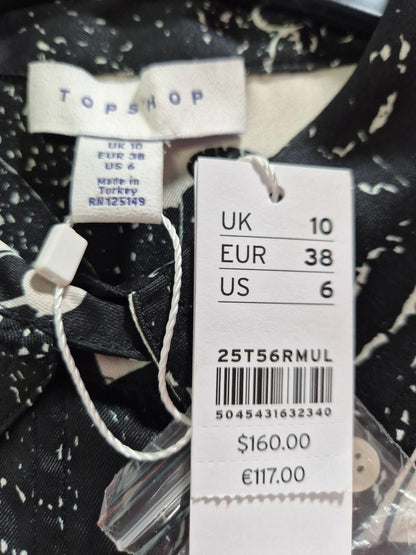 TOPSHOP
UK 10
EUR 38
US 6
Made in
Turkey
RN 125149
UK 10
EUR 38
US 6
25T56RMUL
5045431632340
$160.00
€117.00